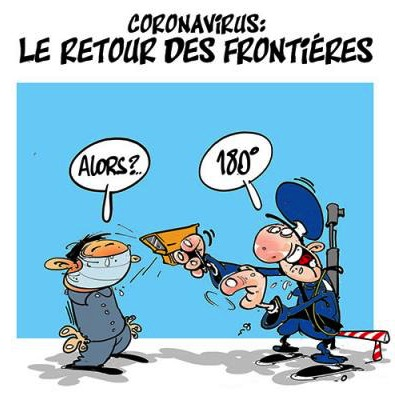 CORONAVIRUS:
LE RETOUR DES FRONTIÉRES
ALORS?..
180°